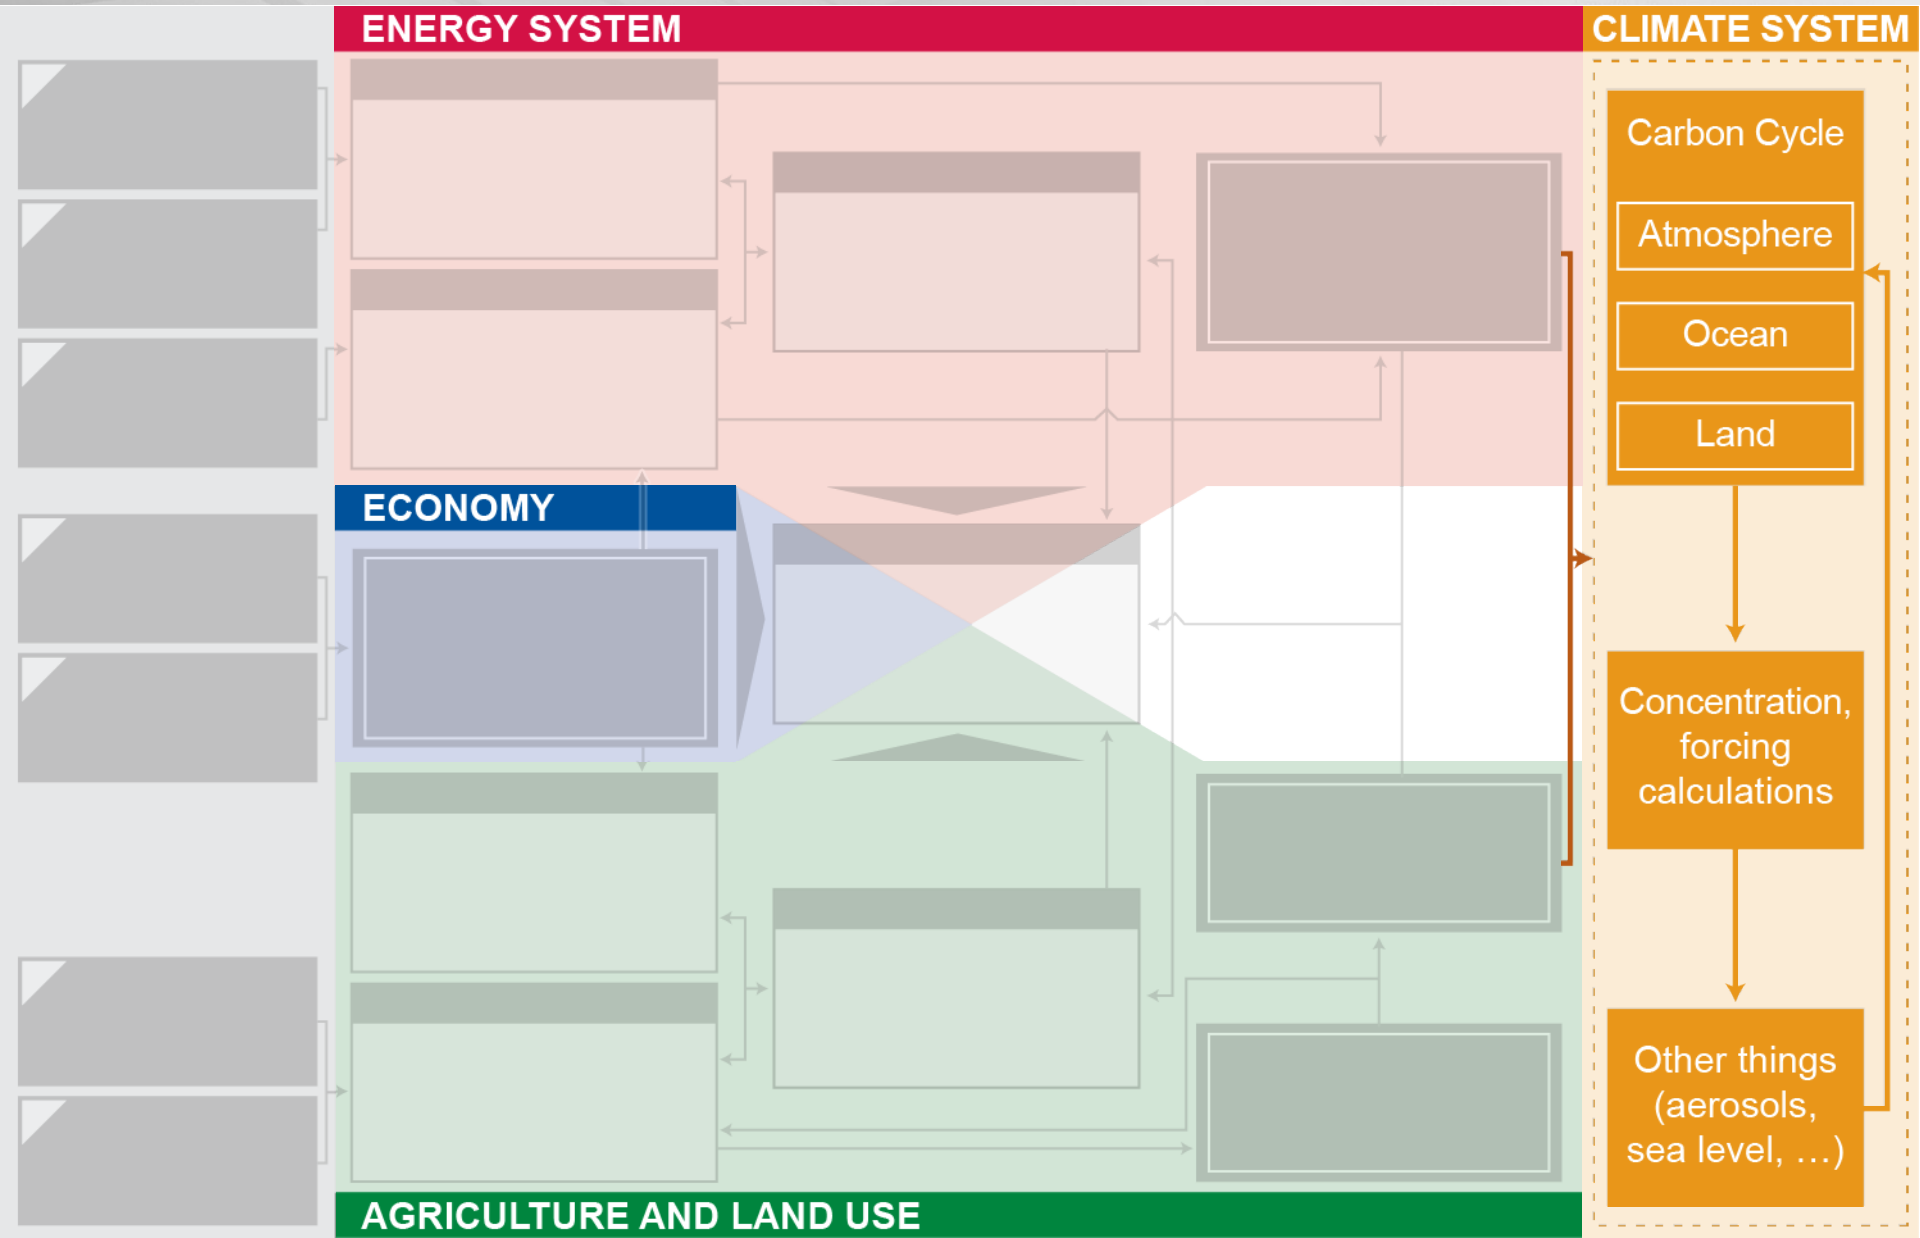 ENERGY SYSTEM
CLIMATE SYSTEM
Carbon Cycle
Atmosphere
Ocean
Land
ECONOMY
Concentration,
forcing
calculations
Other things
(aerosols,
sea level, …)
AGRICULTURE AND LAND USE